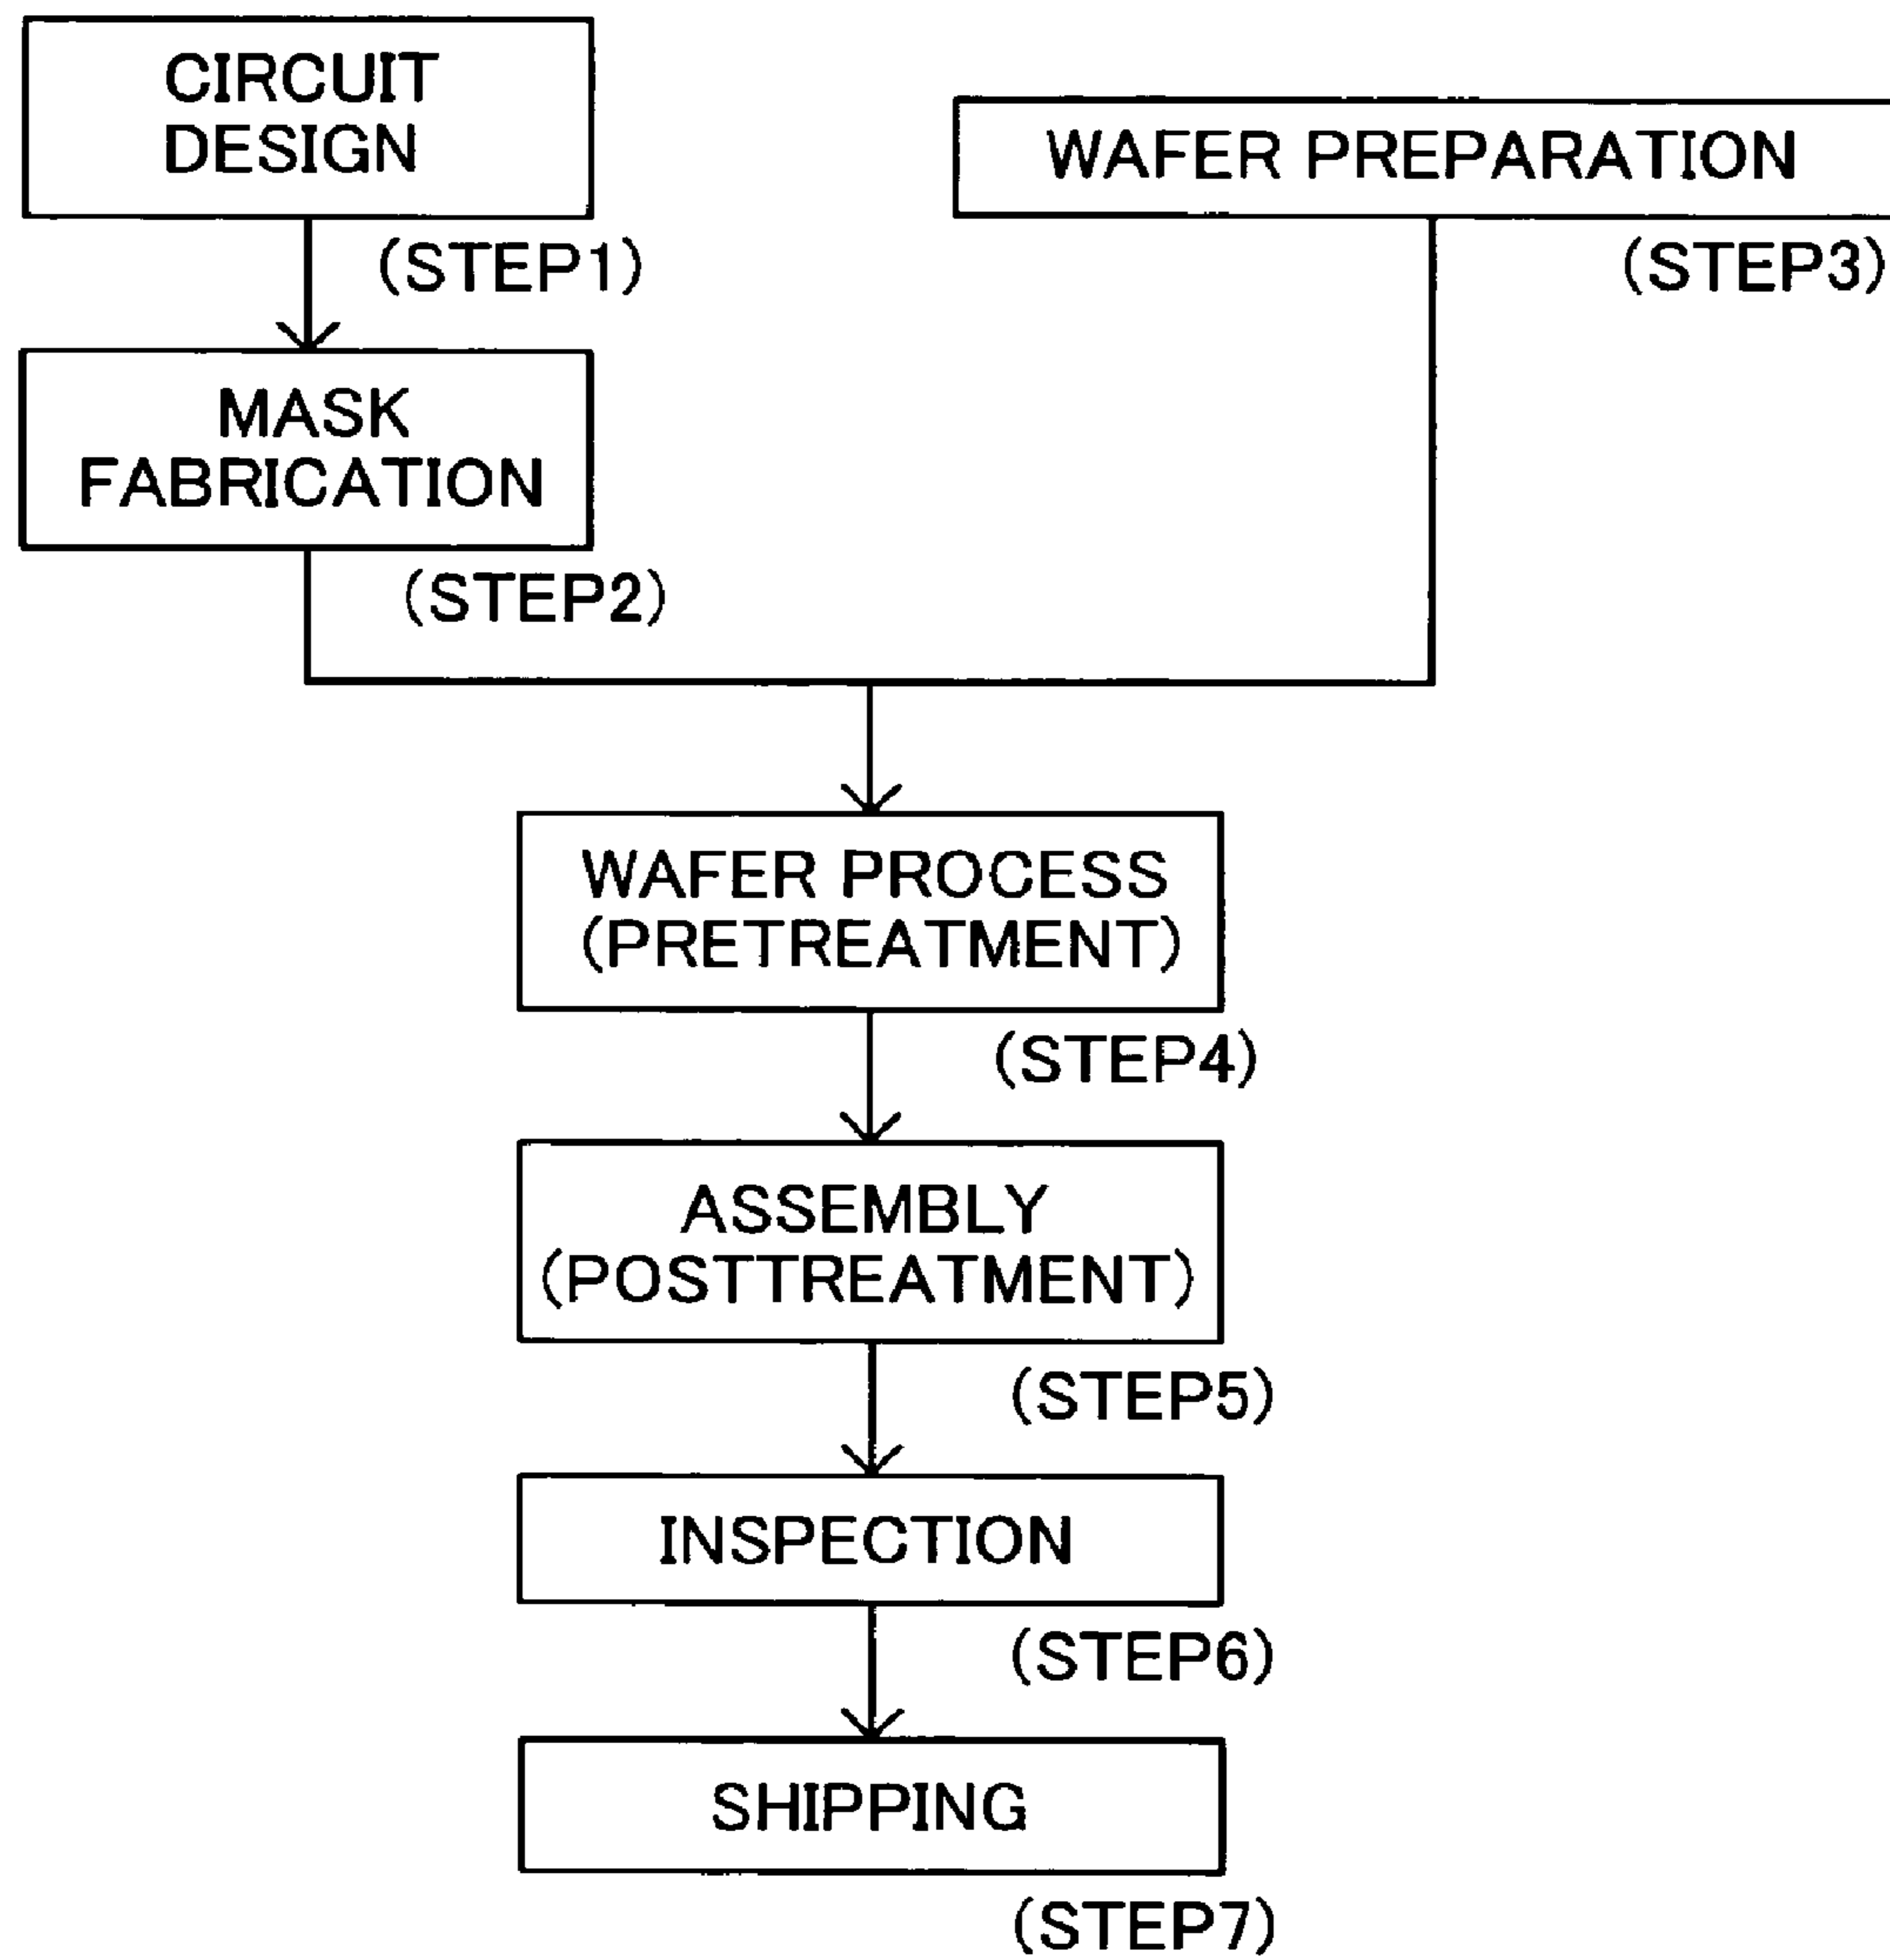 CIRCUIT
DESIGN
(STEP1)
WAFER PREPARATION
(STEP3)
MASK
FABRICATION
(STEP2)
WAFER PROCESS
(PRETREATMENT)
(STEP4)
ASSEMBLY
(POSTTREATMENT)
(STEP5)
INSPECTION
(STEP6)
SHIPPING
(STEP7)